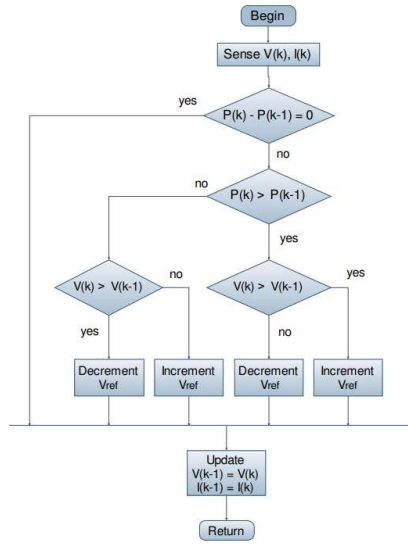 Begin
Sense V(k), I(k)
yes
P(k) - P(k-1) = 0
no
no
P(k) > P(k-1)
yes
V(k) > V(k-1)
no
V(k) > V(k-1)
yes
yes
no
Decrement
Vref
Increment
Vref
Decrement
Vref
Increment
Vref
Update
V(k-1) = V(k)
I(k-1) = I(k)
Return